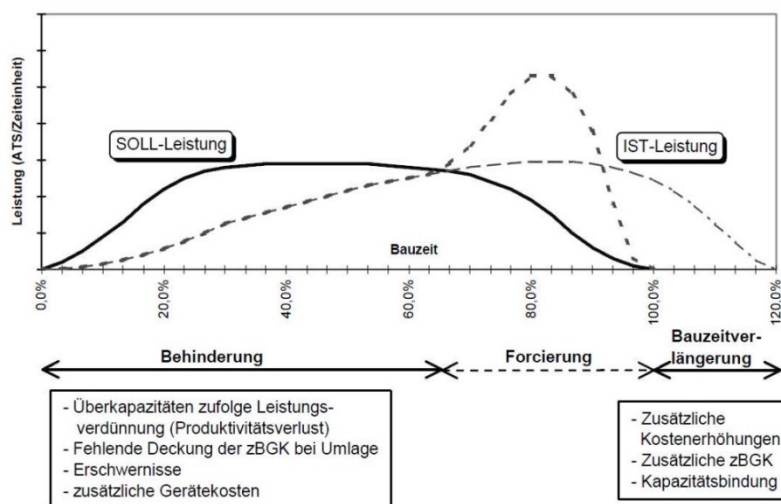 Leistung (ATS/Zeiteinheit)
SOLL-Leistung
IST-Leistung
Bauzeit
0,0%
20,0%
40,0%
60,0%
80,0%
100,0%
120,0%
Behinderung
Forcierung
Bauzeitver-
längerung
- Überkapazitäten zufolge Leistungs-
verdünnung (Produktivitätsverlust)
- Fehlende Deckung der zBGK bei Umlage
- Erschwernisse
- zusätzliche Gerätekosten
- Zusätzliche
Kostenerhöhungen
- Zusätzliche zBGK
- Kapazitätsbindung